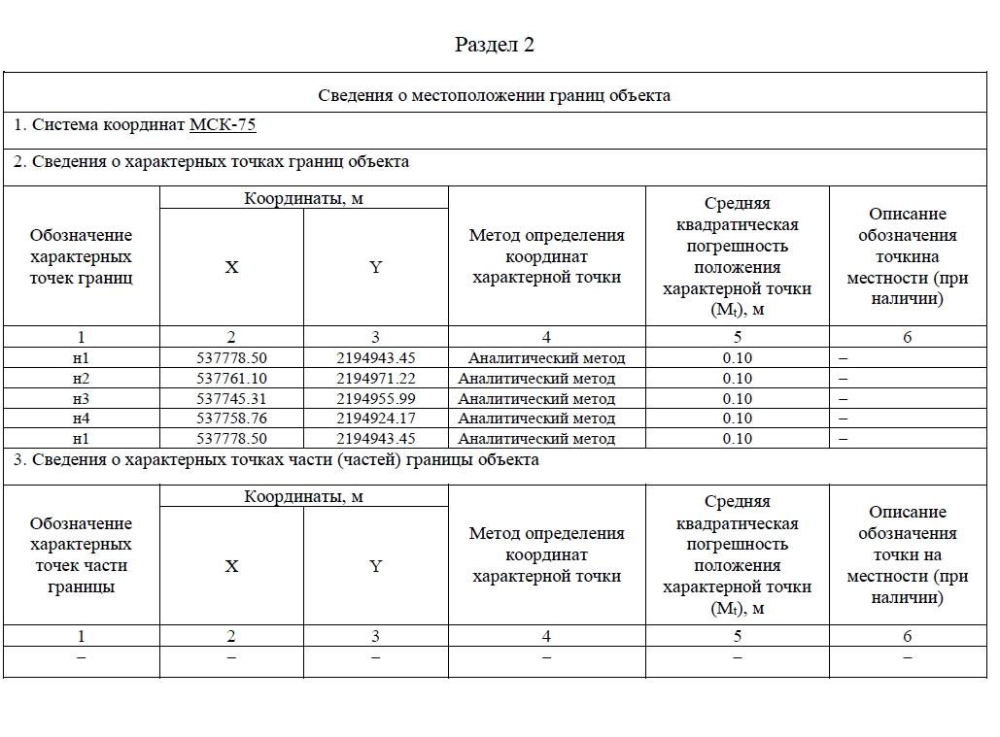 Раздел 2
Сведения о местоположении границ объекта
1. Система координат МСК-75
2. Сведения о характерных точках границ объекта
Обозначение
характерных
точек границ
Координаты, м
X
Y
Метод определения
координат
характерной точки
Средняя
квадратическая
погрешность
положения
характерной точки
(Mt), м
Описание
обозначения
точкина
местности (при
наличии)
1 2 3 4 5 6
н1 537778.50 2194943.45 Аналитический метод 0.10 –
н2 537761.10 2194971.22 Аналитический метод 0.10 –
н3 537745.31 2194955.99 Аналитический метод 0.10 –
н4 537758.76 2194924.17 Аналитический метод 0.10 –
н1 537778.50 2194943.45 Аналитический метод 0.10 –
3. Сведения о характерных точках части (частей) границы объекта
Обозначение
характерных
точек части
границы
Координаты, м
X
Y
Метод определения
координат
характерной точки
Средняя
квадратическая
погрешность
положения
характерной точки
(Mt), м
Описание
обозначения
точки на
местности (при
наличии)
1 2 3 4 5 6
– – – – – –